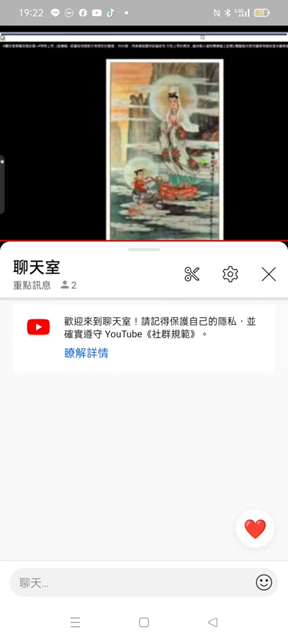 19:22
聊天室
重點訊息 2
歡迎來到聊天室！請記得保護自己的隱私，並
確實遵守 YouTube《社群規範》。
瞭解詳情
聊天...